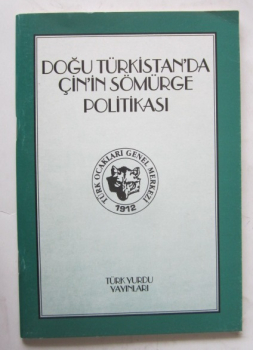 DOĞU TÜRKİSTAN'DA
ÇİN'İN SÖMÜRGE
POLİTİKASI
TÜRK OCAKLARI GENEL MERKEZİ
1912
TÜRK YURDU
YAYINLARI